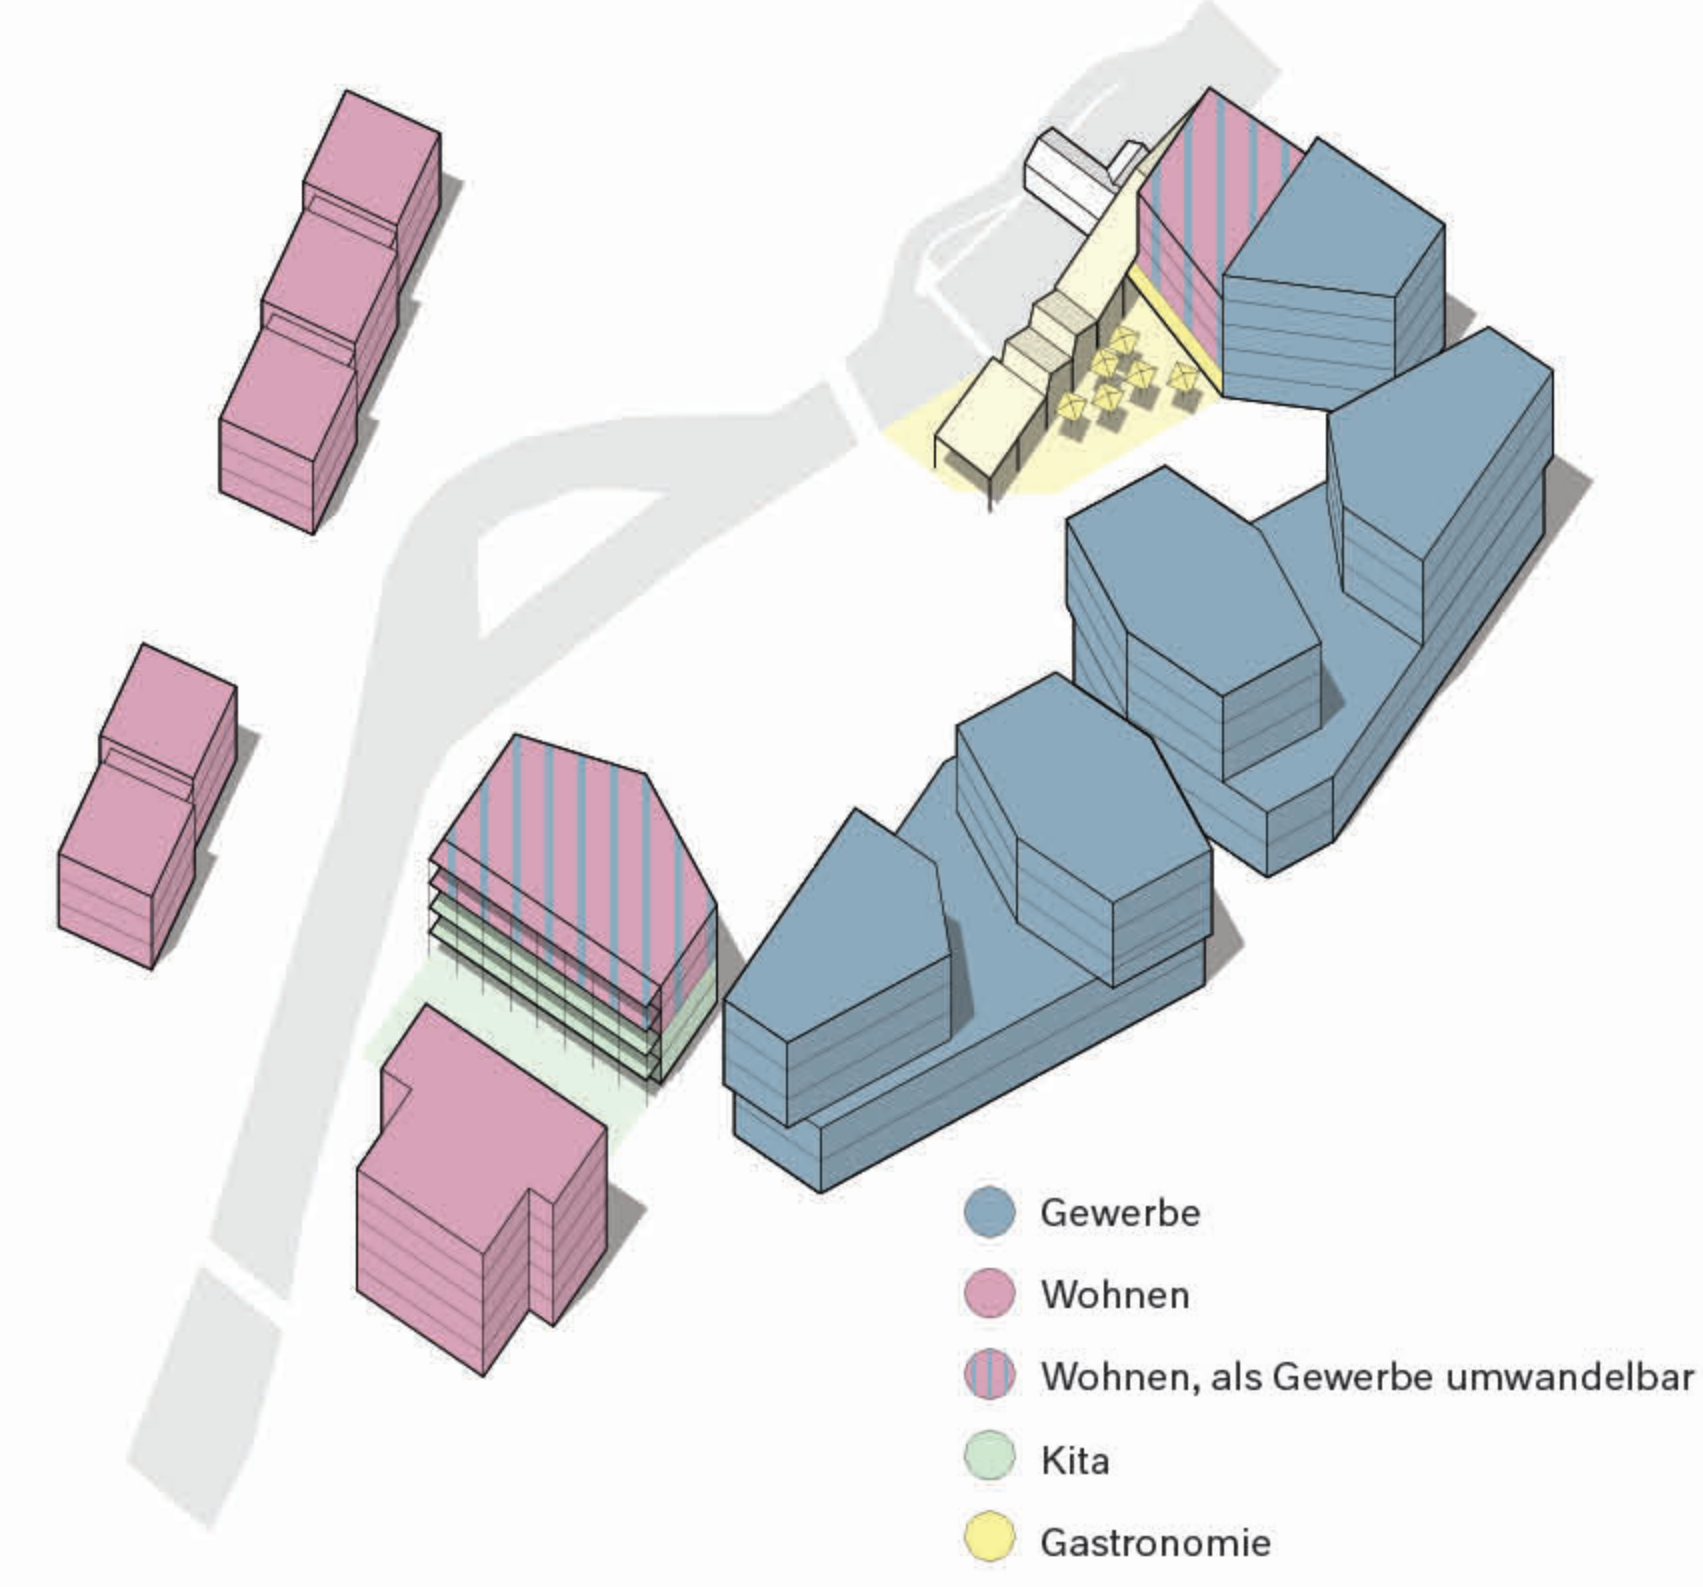 Gewerbe
Wohnen
Wohnen, als Gewerbe umwandelbar
Kita
Gastronomie